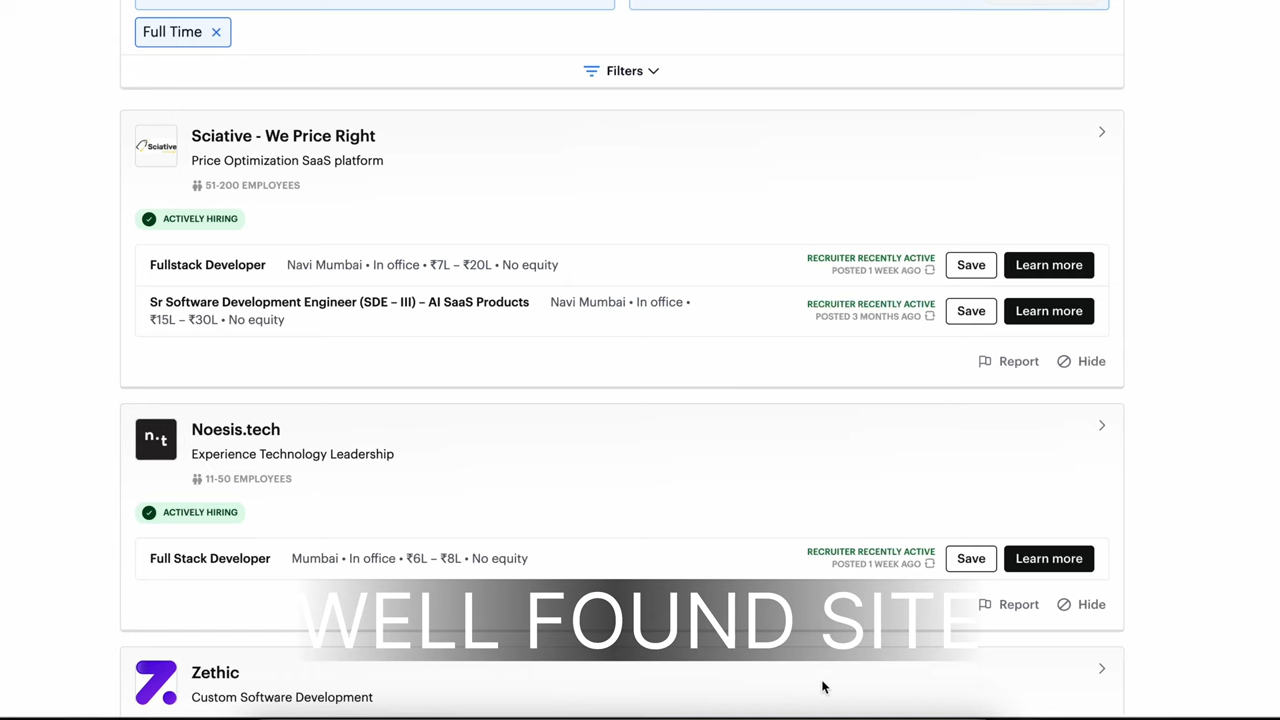 Full Time ×
Filters
Sciative
Sciative - We Price Right
Price Optimization SaaS platform
51-200 EMPLOYEES
ACTIVELY HIRING
Fullstack Developer Navi Mumbai • In office • ₹7L – ₹20L • No equity
RECRUITER RECENTLY ACTIVE
POSTED 1 WEEK AGO
Save
Learn more
Sr Software Development Engineer (SDE – III) – AI SaaS Products Navi Mumbai • In office •
₹15L – ₹30L • No equity
RECRUITER RECENTLY ACTIVE
POSTED 3 MONTHS AGO
Save
Learn more
Report
Hide
n.t
Noesis.tech
Experience Technology Leadership
11-50 EMPLOYEES
ACTIVELY HIRING
Full Stack Developer Mumbai • In office • ₹6L – ₹8L • No equity
RECRUITER RECENTLY ACTIVE
POSTED 1 WEEK AGO
Save
Learn more
Report
Hide
WELL FOUND SITE
Zethic
Custom Software Development